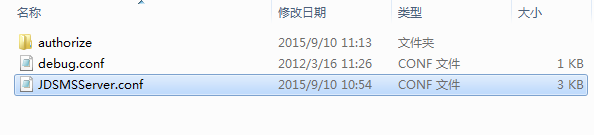 名称 修改日期 类型 大小
authorize 2015/9/10 11:13 文件夹
debug.conf 2012/3/16 11:26 CONF 文件 1 KB
JDSMSServer.conf 2015/9/10 10:54 CONF 文件 3 KB